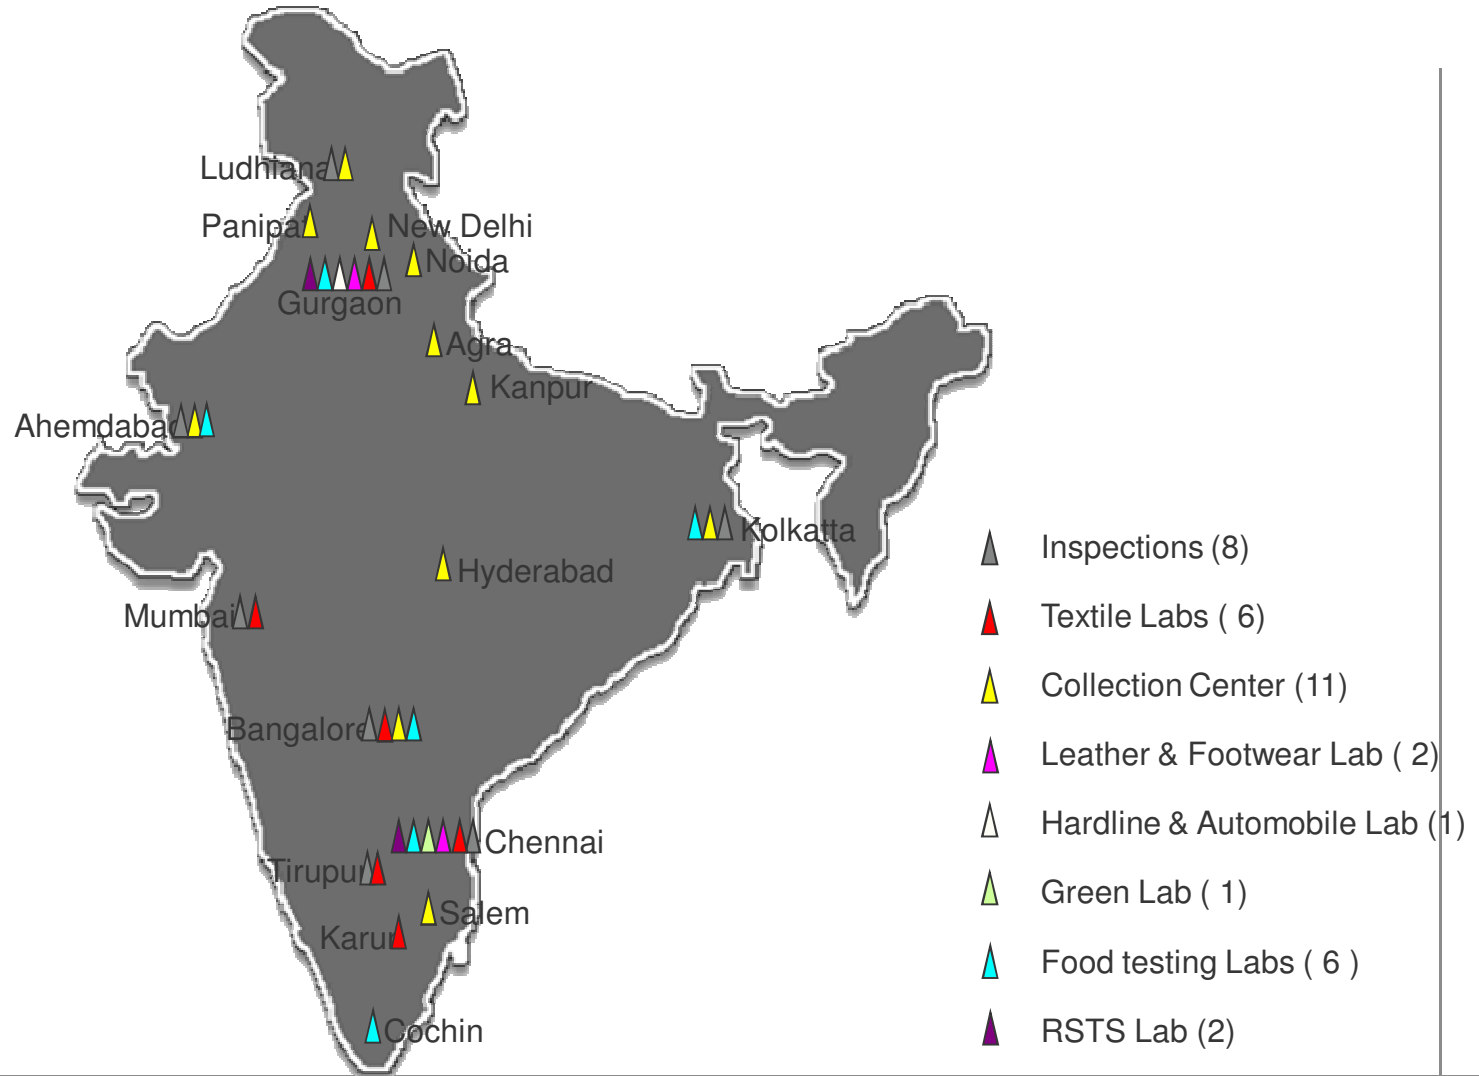 Ludhiana
Panipat
New Delhi
Noida
Gurgaon
Agra
Kanpur
Ahemdabad
Kolkatta
Hyderabad
Mumbai
Bangalore
Chennai
Tirupur
Salem
Karur
Cochin
Inspections (8)
Textile Labs ( 6)
Collection Center (11)
Leather & Footwear Lab ( 2)
Hardline & Automobile Lab (1)
Green Lab ( 1)
Food testing Labs ( 6 )
RSTS Lab (2)